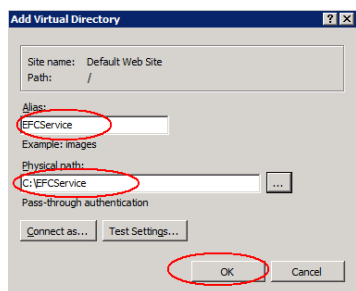 Add Virtual Directory
Site name: Default Web Site
Path: /
Alias:
EFCService
Example: images
Physical path:
C:\EFCService
...
Pass-through authentication
Connect as... Test Settings...
OK Cancel